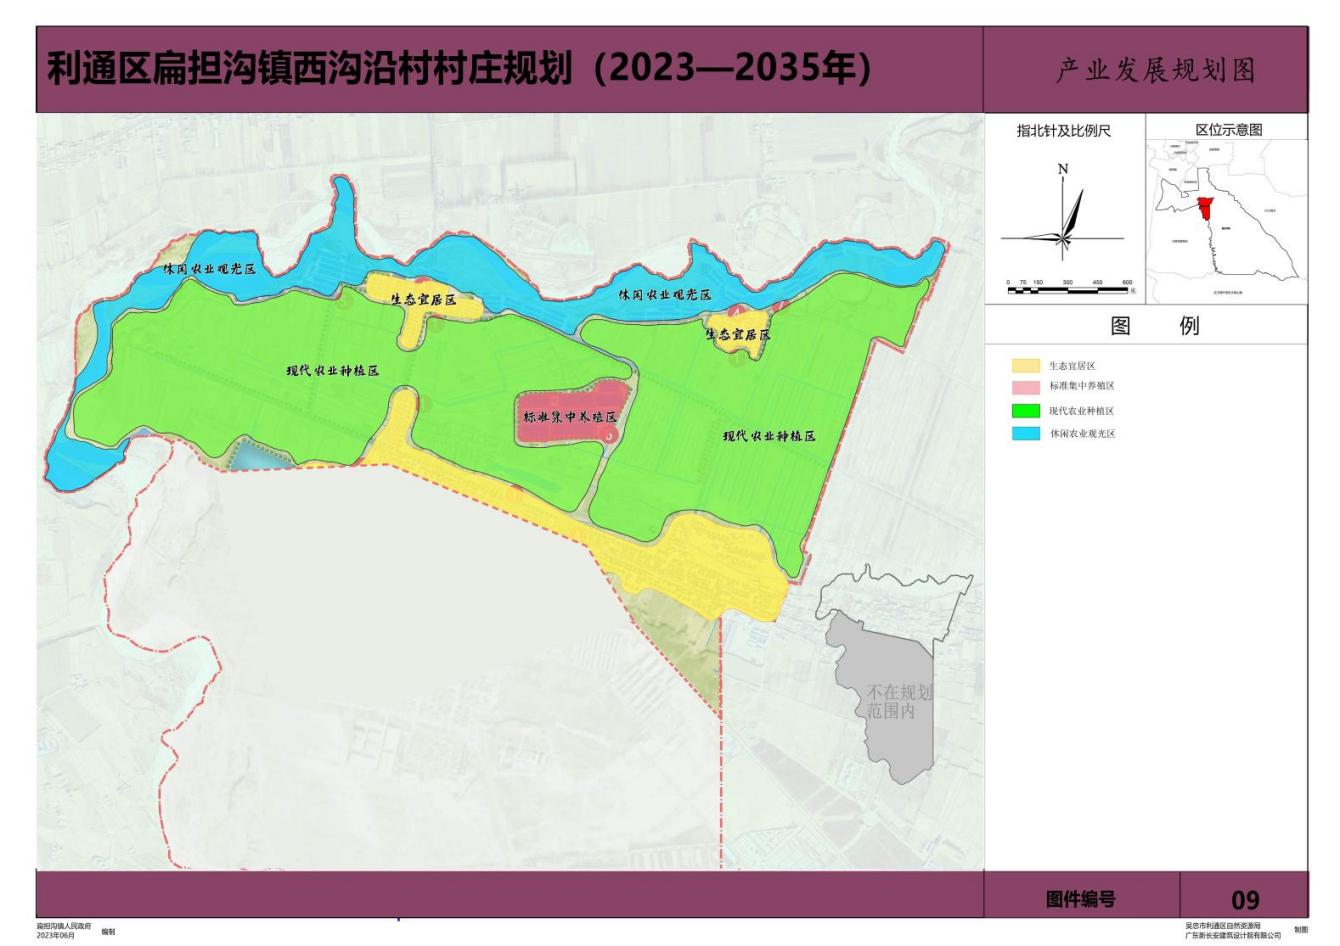 利通区扁担沟镇西沟沿村村庄规划（2023—2035年）
产业发展规划图
指北针及比例尺
区位示意图
N
0 75 150 300 450 600
米
图 例
生态宜居区
标准集中养殖区
现代农业种植区
休闲农业观光区
休闲农业观光区
休闲农业观光区
生态宜居区
生态宜居区
现代农业种植区
标准集中养殖区
现代农业种植区
不在规划
范围内
图件编号
09
扁担沟镇人民政府
2023年06月
编制
吴忠市利通区自然资源局
广东新长安建筑设计院有限公司
制图